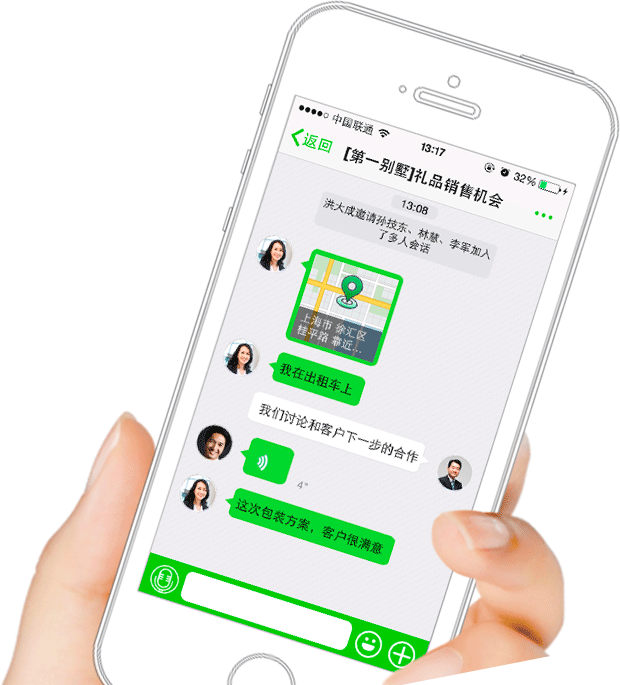 中国联通
13:17
32%
返回
[第一别墅]礼品销售机会
13:08
洪大成邀请孙技东、林慧、李军加入
了多人会话
上海市 徐汇区
桂平路 靠近...
我在出租车上
我们讨论和客户下一步的合作
4"
这次包装方案，客户很满意